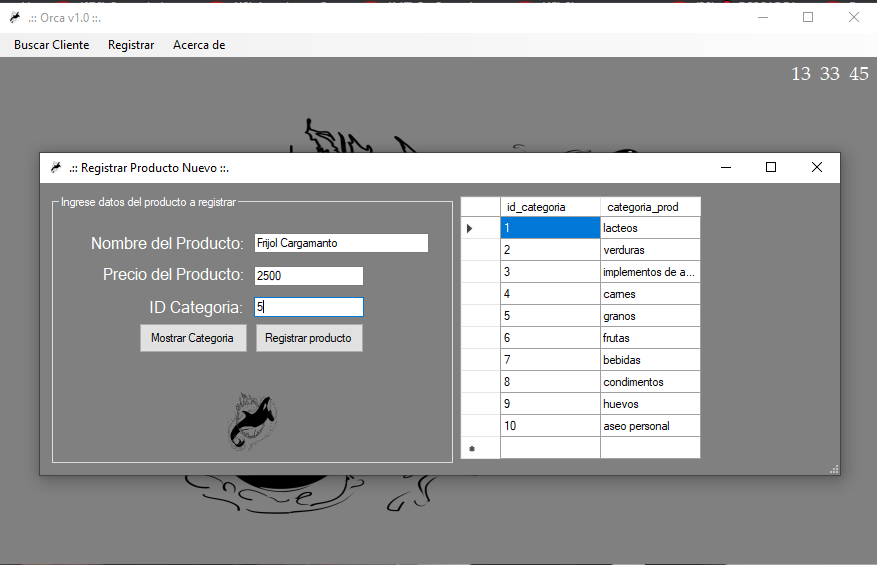 .:: Orca v1.0 ::.
Buscar Cliente Registrar Acerca de
13 33 45
.:: Registrar Producto Nuevo ::.
Ingrese datos del producto a registrar
Nombre del Producto: Frijol Cargamanto
Precio del Producto: 2500
ID Categoria: 5
Mostrar Categoria Registrar producto
id_categoria categoria_prod
1 lacteos
2 verduras
3 implementos de a...
4 carnes
5 granos
6 frutas
7 bebidas
8 condimentos
9 huevos
10 aseo personal